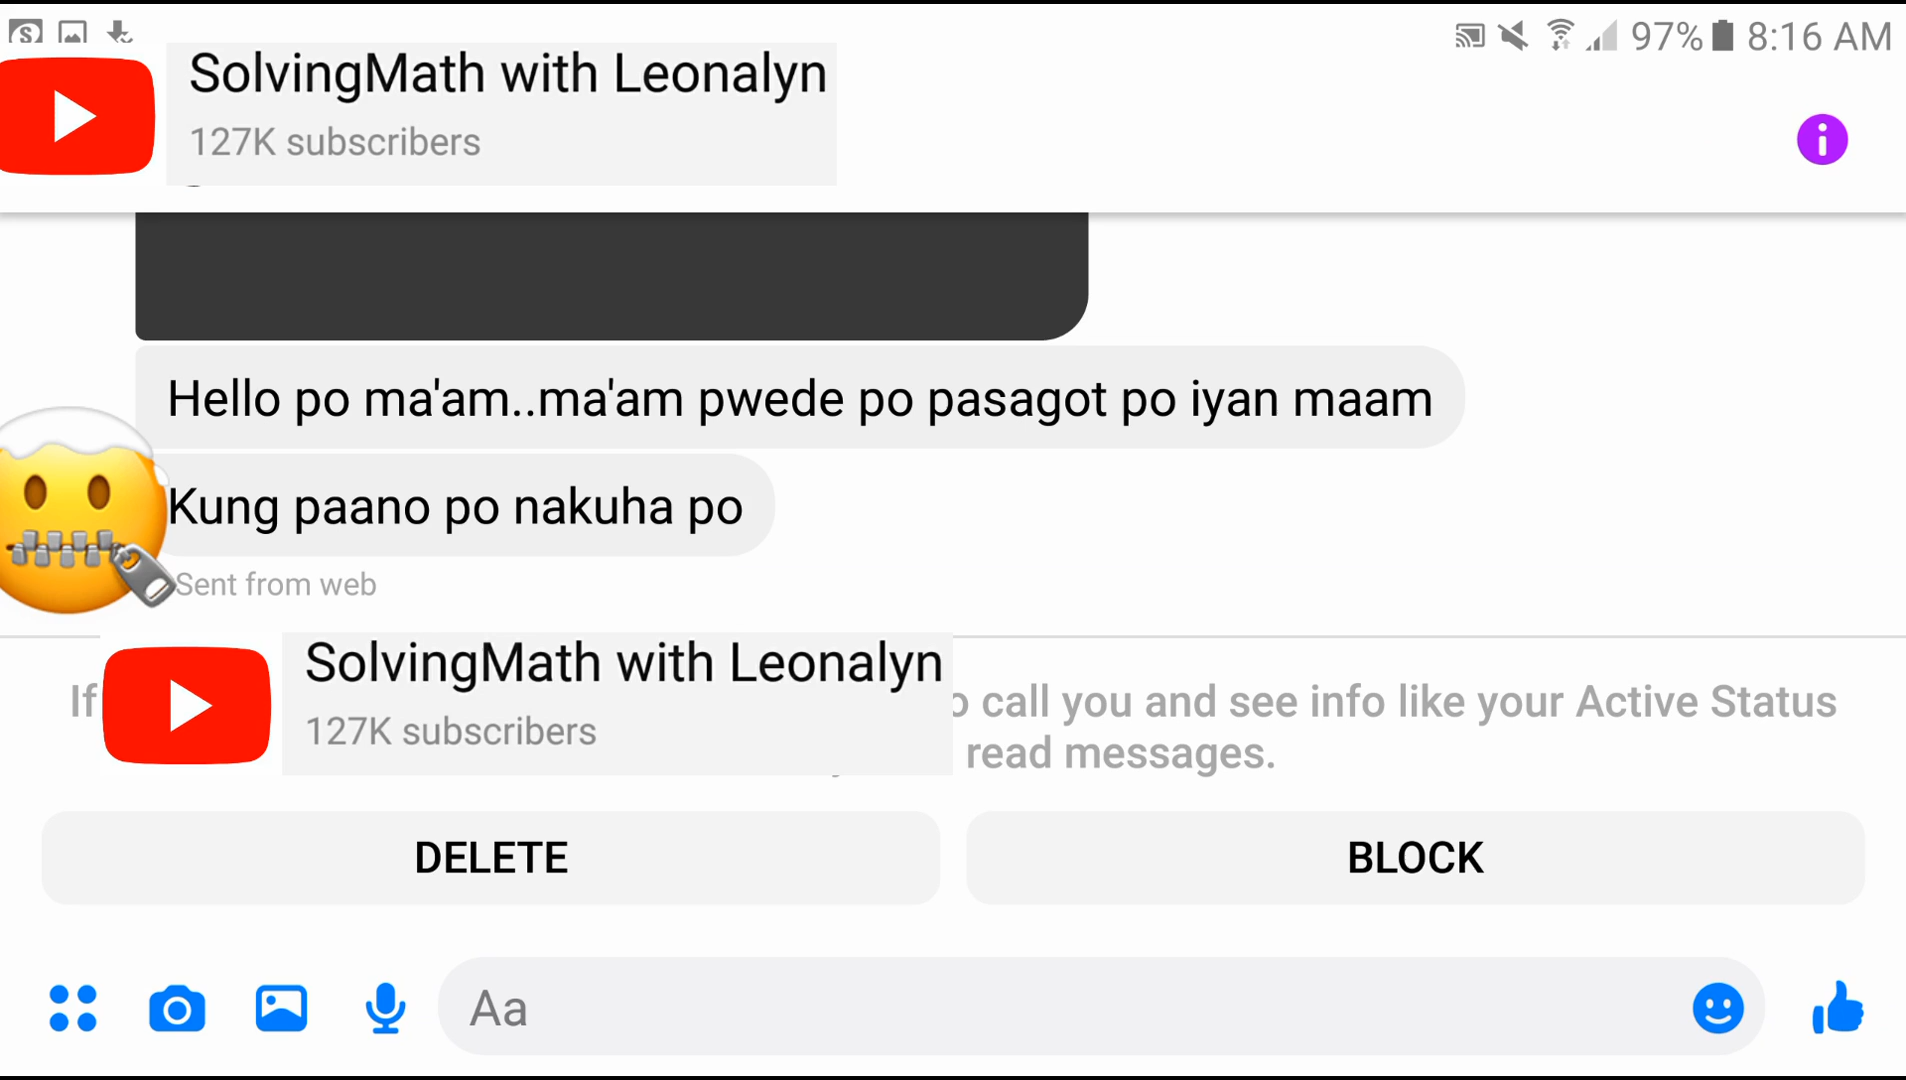 97% 8:16 AM
SolvingMath with Leonalyn
127K subscribers
Hello po ma'am..ma'am pwede po pasagot po iyan maam
Kung paano po nakuha po
Sent from web
SolvingMath with Leonalyn
127K subscribers
If
call you and see info like your Active Status
read messages.
DELETE
BLOCK
Aa